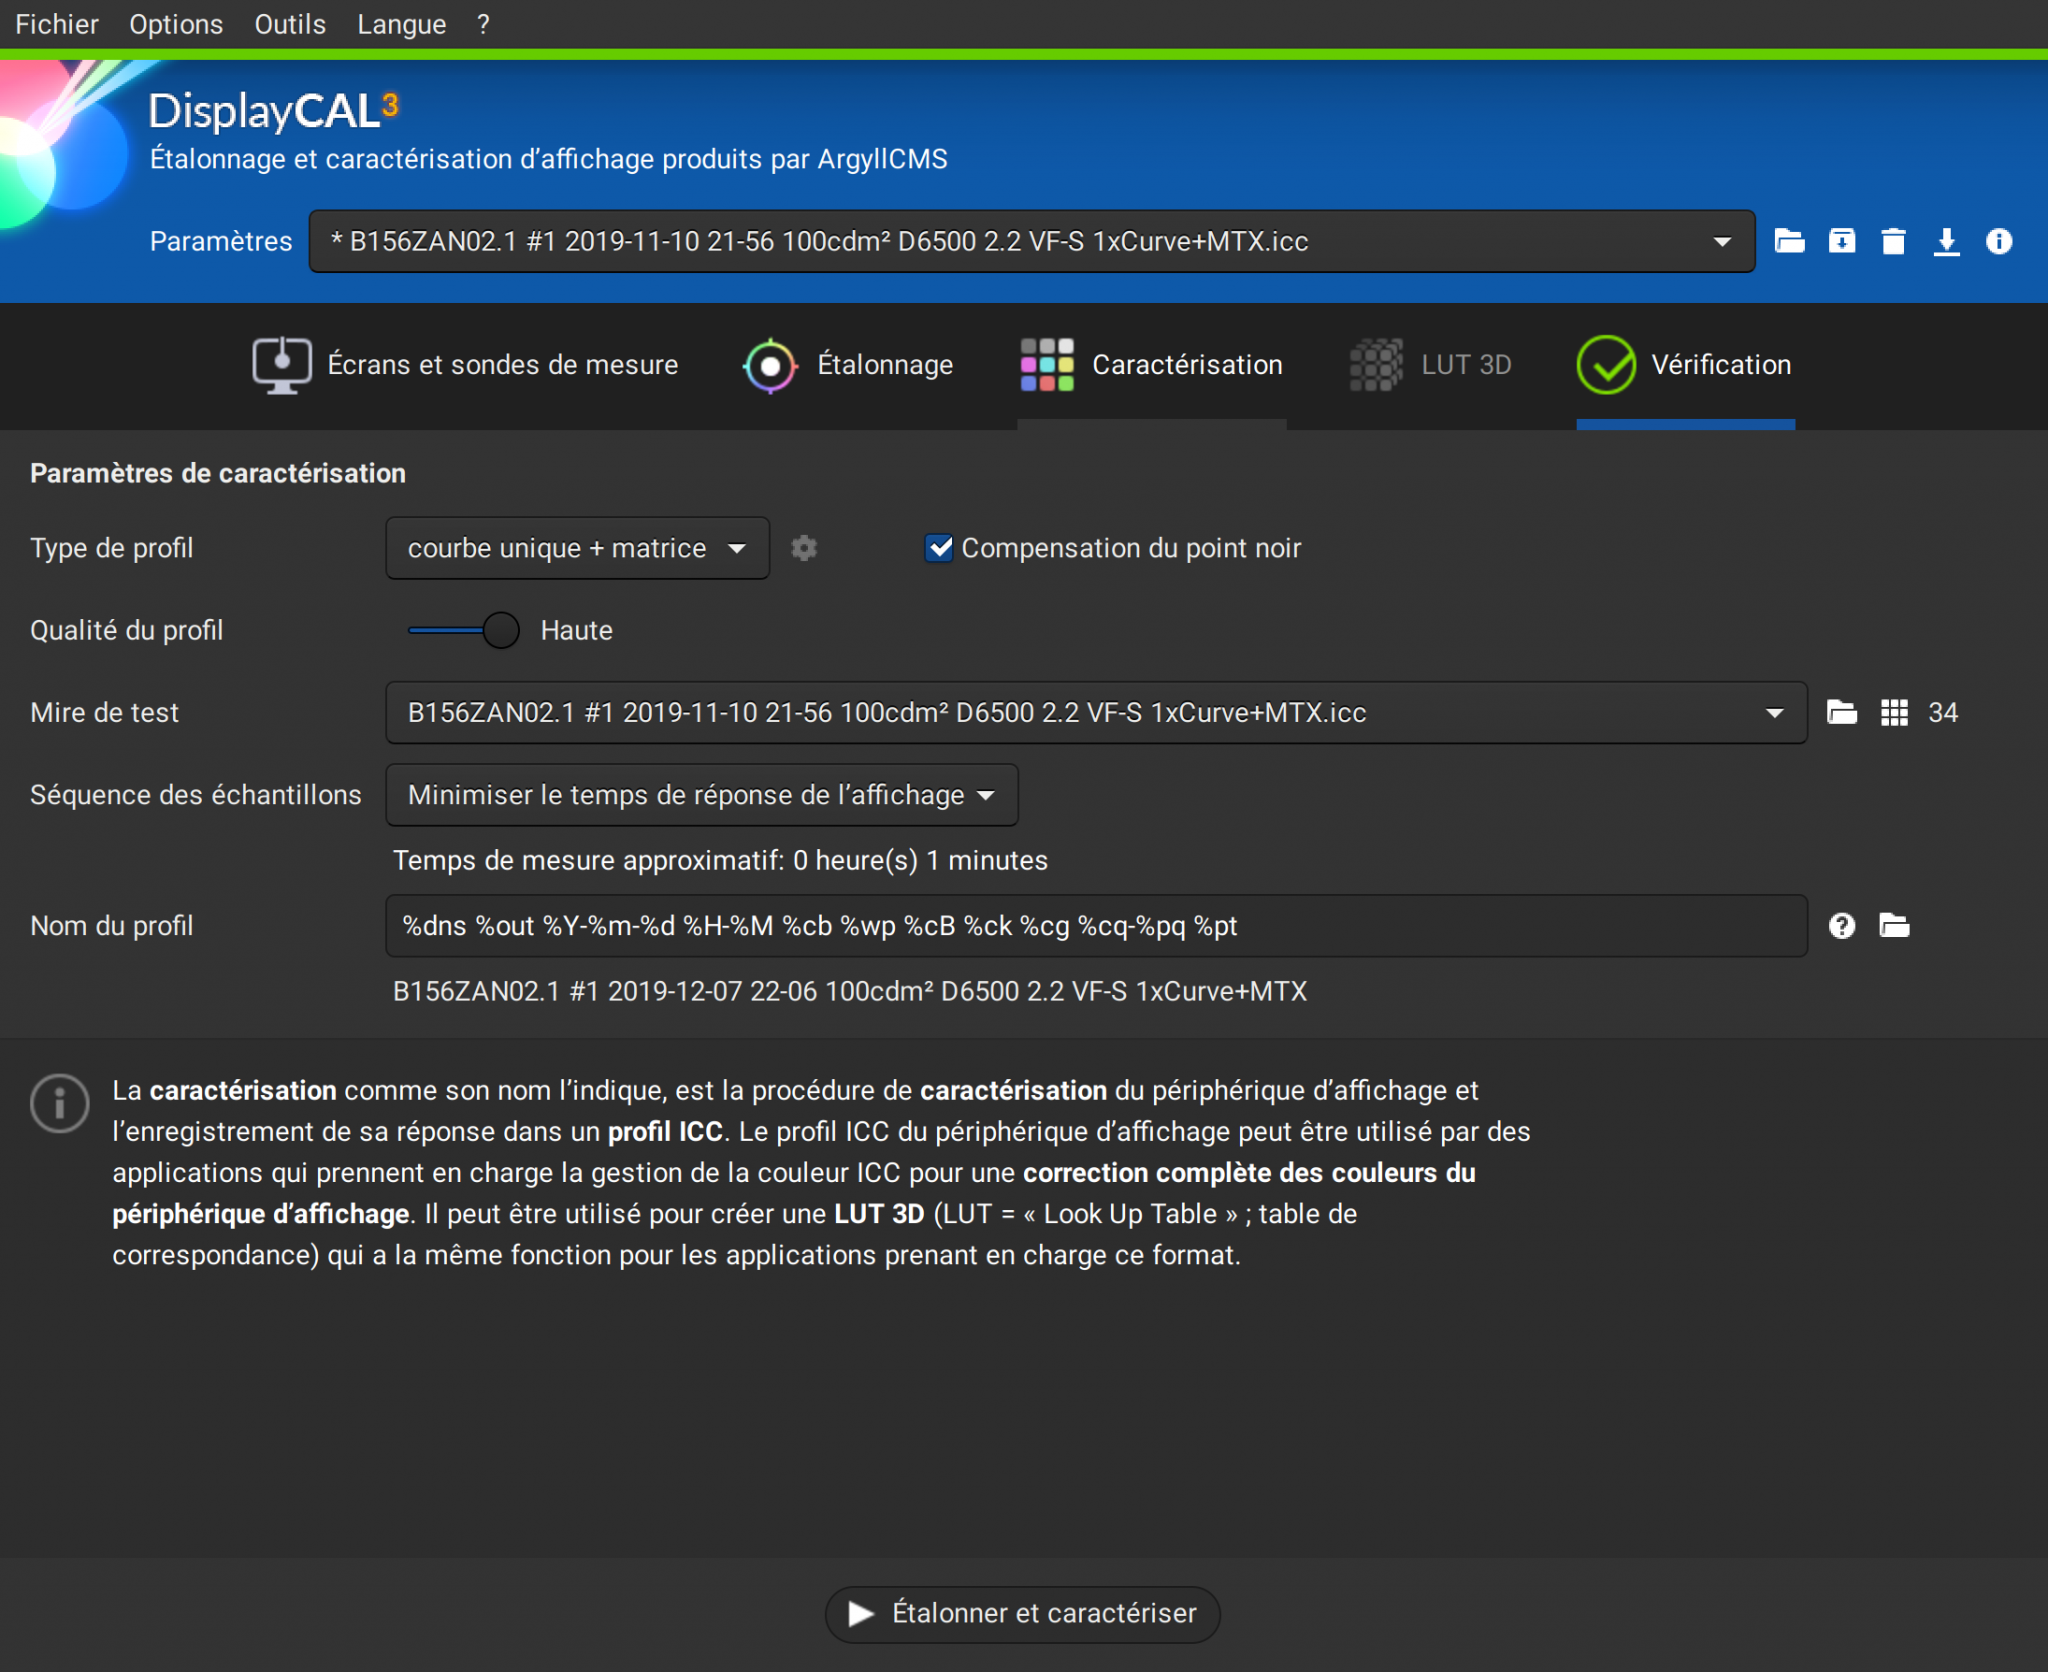 Fichier Options Outils Langue ?
DisplayCAL3
Étalonnage et caractérisation d’affichage produits par ArgyllCMS
Paramètres * B156ZAN02.1 #1 2019-11-10 21-56 100cdm² D6500 2.2 VF-S 1xCurve+MTX.icc
Écrans et sondes de mesure Étalonnage Caractérisation LUT 3D Vérification
Paramètres de caractérisation
Type de profil courbe unique + matrice Compensation du point noir
Qualité du profil Haute
Mire de test B156ZAN02.1 #1 2019-11-10 21-56 100cdm² D6500 2.2 VF-S 1xCurve+MTX.icc 34
Séquence des échantillons Minimiser le temps de réponse de l’affichage
Temps de mesure approximatif: 0 heure(s) 1 minutes
Nom du profil %dns %out %Y-%m-%d %H-%M %cb %wp %cB %ck %cg %cq-%pq %pt
B156ZAN02.1 #1 2019-12-07 22-06 100cdm² D6500 2.2 VF-S 1xCurve+MTX
La caractérisation comme son nom l’indique, est la procédure de caractérisation du périphérique d’affichage et
l’enregistrement de sa réponse dans un profil ICC. Le profil ICC du périphérique d’affichage peut être utilisé par des
applications qui prennent en charge la gestion de la couleur ICC pour une correction complète des couleurs du
périphérique d’affichage. Il peut être utilisé pour créer une LUT 3D (LUT = « Look Up Table » ; table de
correspondance) qui a la même fonction pour les applications prenant en charge ce format.
Étalonner et caractériser